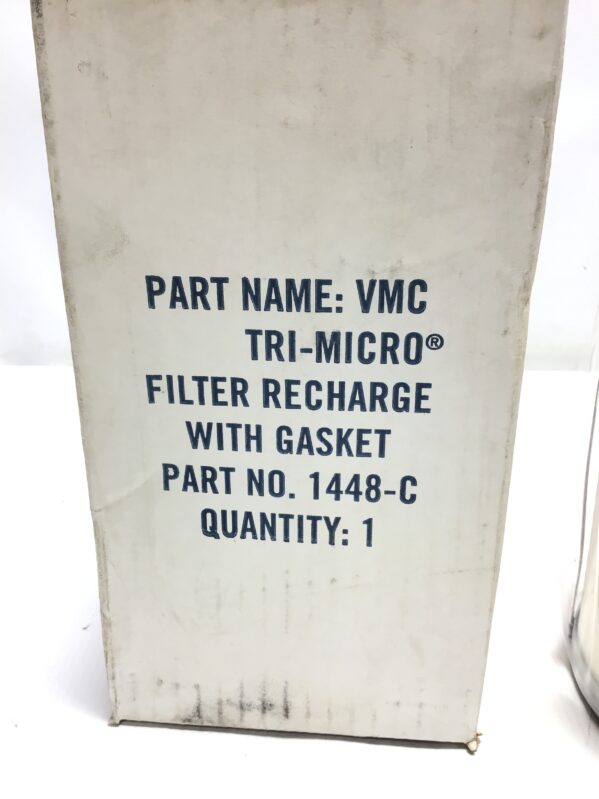 PART NAME: VMC
TRI-MICRO®
FILTER RECHARGE
WITH GASKET
PART NO. 1448-C
QUANTITY: 1